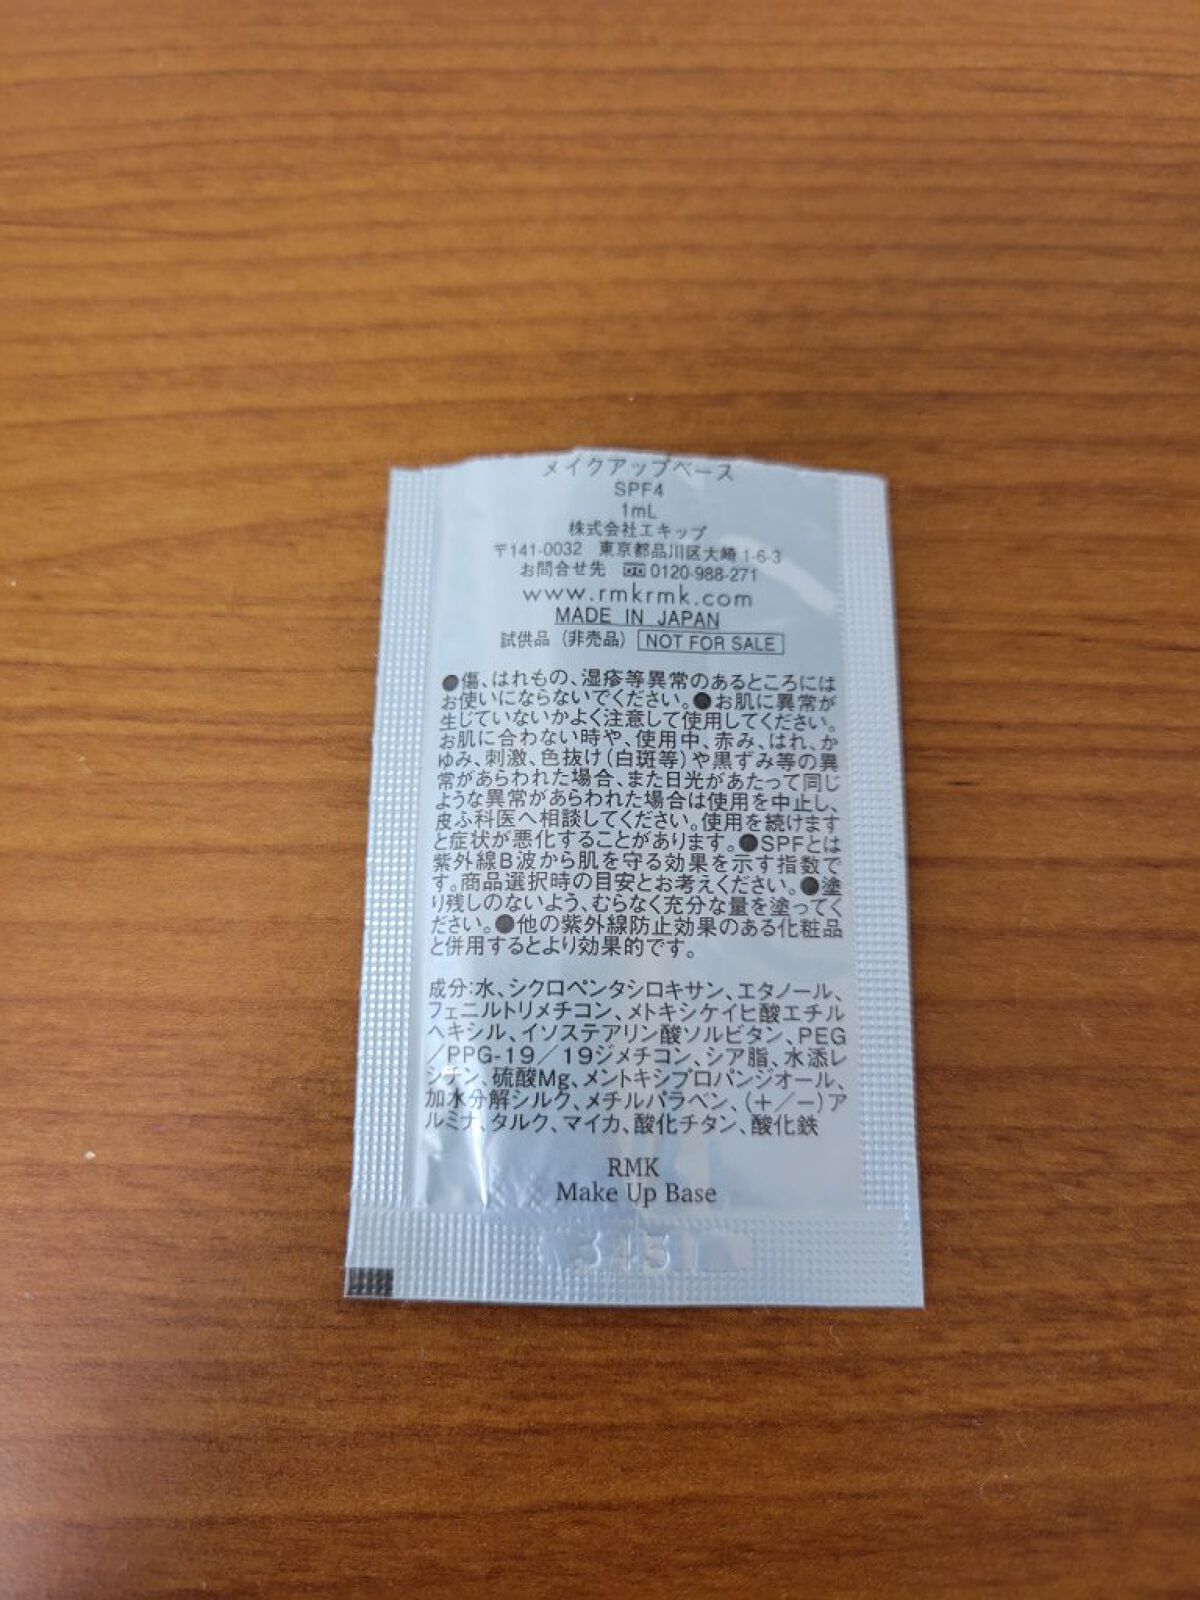 メイクアップベース
SPF4
1mL
株式会社エキップ
〒141-0032 東京都品川区大崎1-6-3
お問合せ先 0120-988-271
www.rmkrmk.com
MADE IN JAPAN
試供品（非売品） NOT FOR SALE
●傷、はれもの、湿疹等異常のあるところには
お使いにならないでください。●お肌に異常が
生じていないかよく注意して使用してください。
お肌に合わない時や、使用中、赤み、はれ、か
ゆみ、刺激、色抜け（白斑等）や黒ずみ等の異
常があらわれた場合、また日光があたって同じ
ような異常があらわれた場合は使用を中止し、
皮ふ科医へ相談してください。使用を続けます
と症状が悪化することがあります。●SPFとは
紫外線B波から肌を守る効果を示す指数で
す。商品選択時の目安とお考えください。●塗
り残しのないよう、むらなく充分な量を塗ってく
ださい。●他の紫外線防止効果のある化粧品
と併用するとより効果的です。
成分：水、シクロペンタシロキサン、エタノール、
フェニルトリメチコン、メトキシケイヒ酸エチル
ヘキシル、イソステアリン酸ソルビタン、PEG
／PPG-19／19ジメチコン、シア脂、水添レ
シチン、硫酸Mg、メントキシプロパンジオール、
加水分解シルク、メチルパラベン、（＋／−）ア
ルミナ、タルク、マイカ、酸化チタン、酸化鉄
RMK
Make Up Base